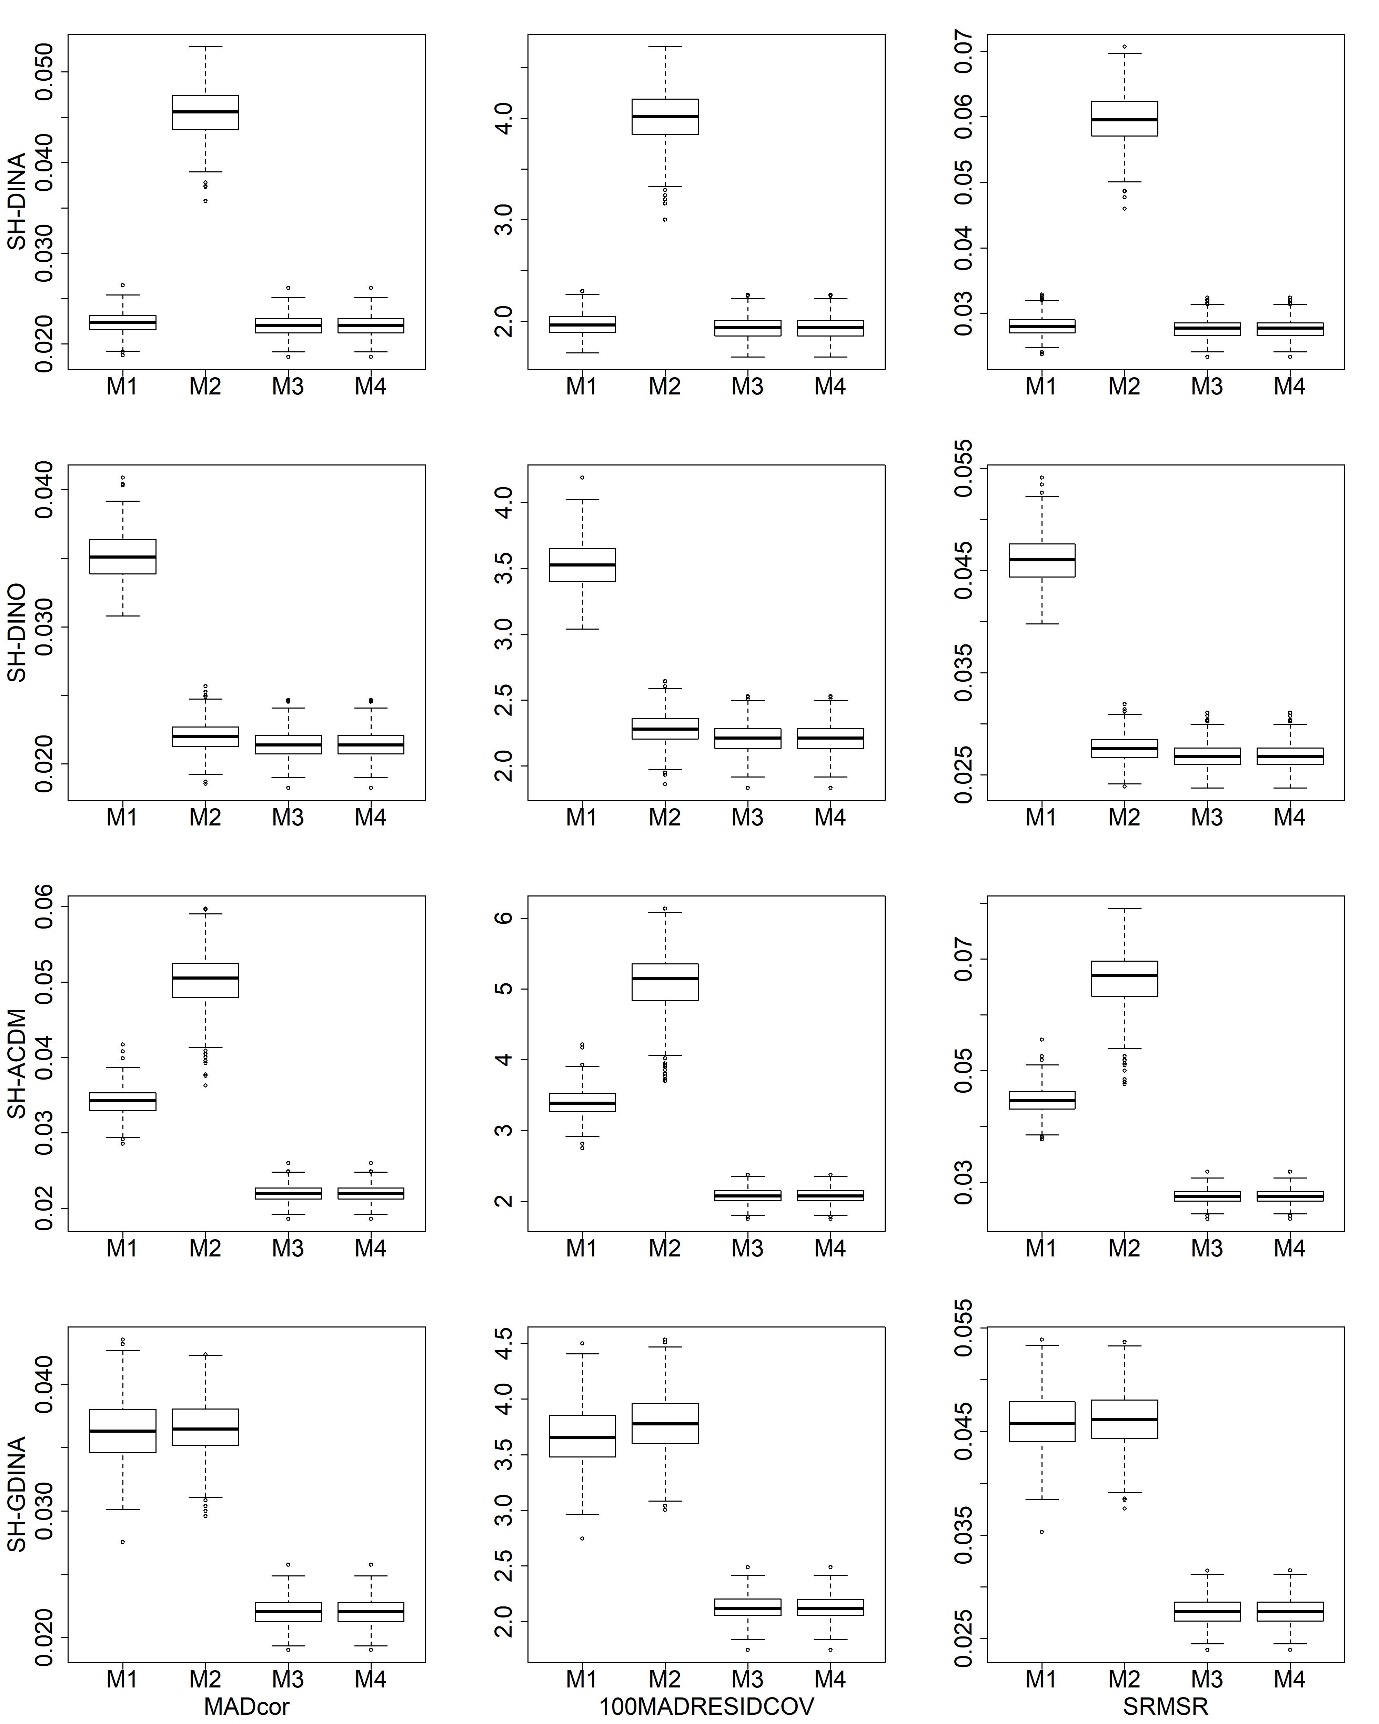 SH-DINA
0.020 0.030 0.040 0.050
M1 M2 M3 M4
2.0 3.0 4.0
M1 M2 M3 M4
0.03 0.04 0.05 0.06 0.07
M1 M2 M3 M4
SH-DINO
0.020 0.030 0.040
M1 M2 M3 M4
2.0 2.5 3.0 3.5 4.0
M1 M2 M3 M4
0.025 0.035 0.045 0.055
M1 M2 M3 M4
SH-ACDM
0.02 0.03 0.04 0.05 0.06
M1 M2 M3 M4
2 3 4 5 6
M1 M2 M3 M4
0.03 0.05 0.07
M1 M2 M3 M4
SH-GDINA
0.020 0.030 0.040
M1 M2 M3 M4
MADcor
2.0 2.5 3.0 3.5 4.0 4.5
M1 M2 M3 M4
100MADRESIDCOV
0.025 0.035 0.045 0.055
M1 M2 M3 M4
SRMSR